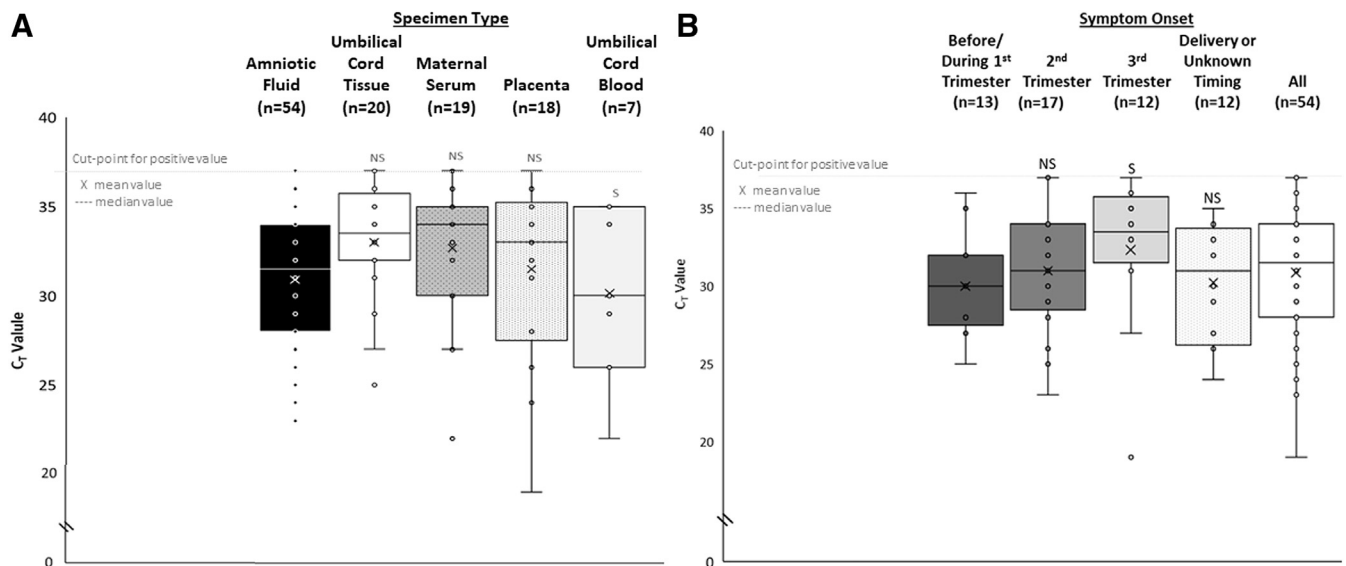 A
Specimen Type
Amniotic
Fluid
(n=54)
Umbilical
Cord
Tissue
(n=20)
Maternal
Serum
(n=19)
Placenta
(n=18)
Umbilical
Cord
Blood
(n=7)
40
35
30
25
20
0
CT Valule
Cut-point for positive value
X mean value
---- median value
NS
NS
NS
S
B
Symptom Onset
Before/
During 1st
Trimester
(n=13)
2nd
Trimester
(n=17)
3rd
Trimester
(n=12)
Delivery or
Unknown
Timing
(n=12)
All
(n=54)
40
35
30
25
20
0
CT Value
Cut-point for positive value
X mean value
---- median value
NS
S
NS